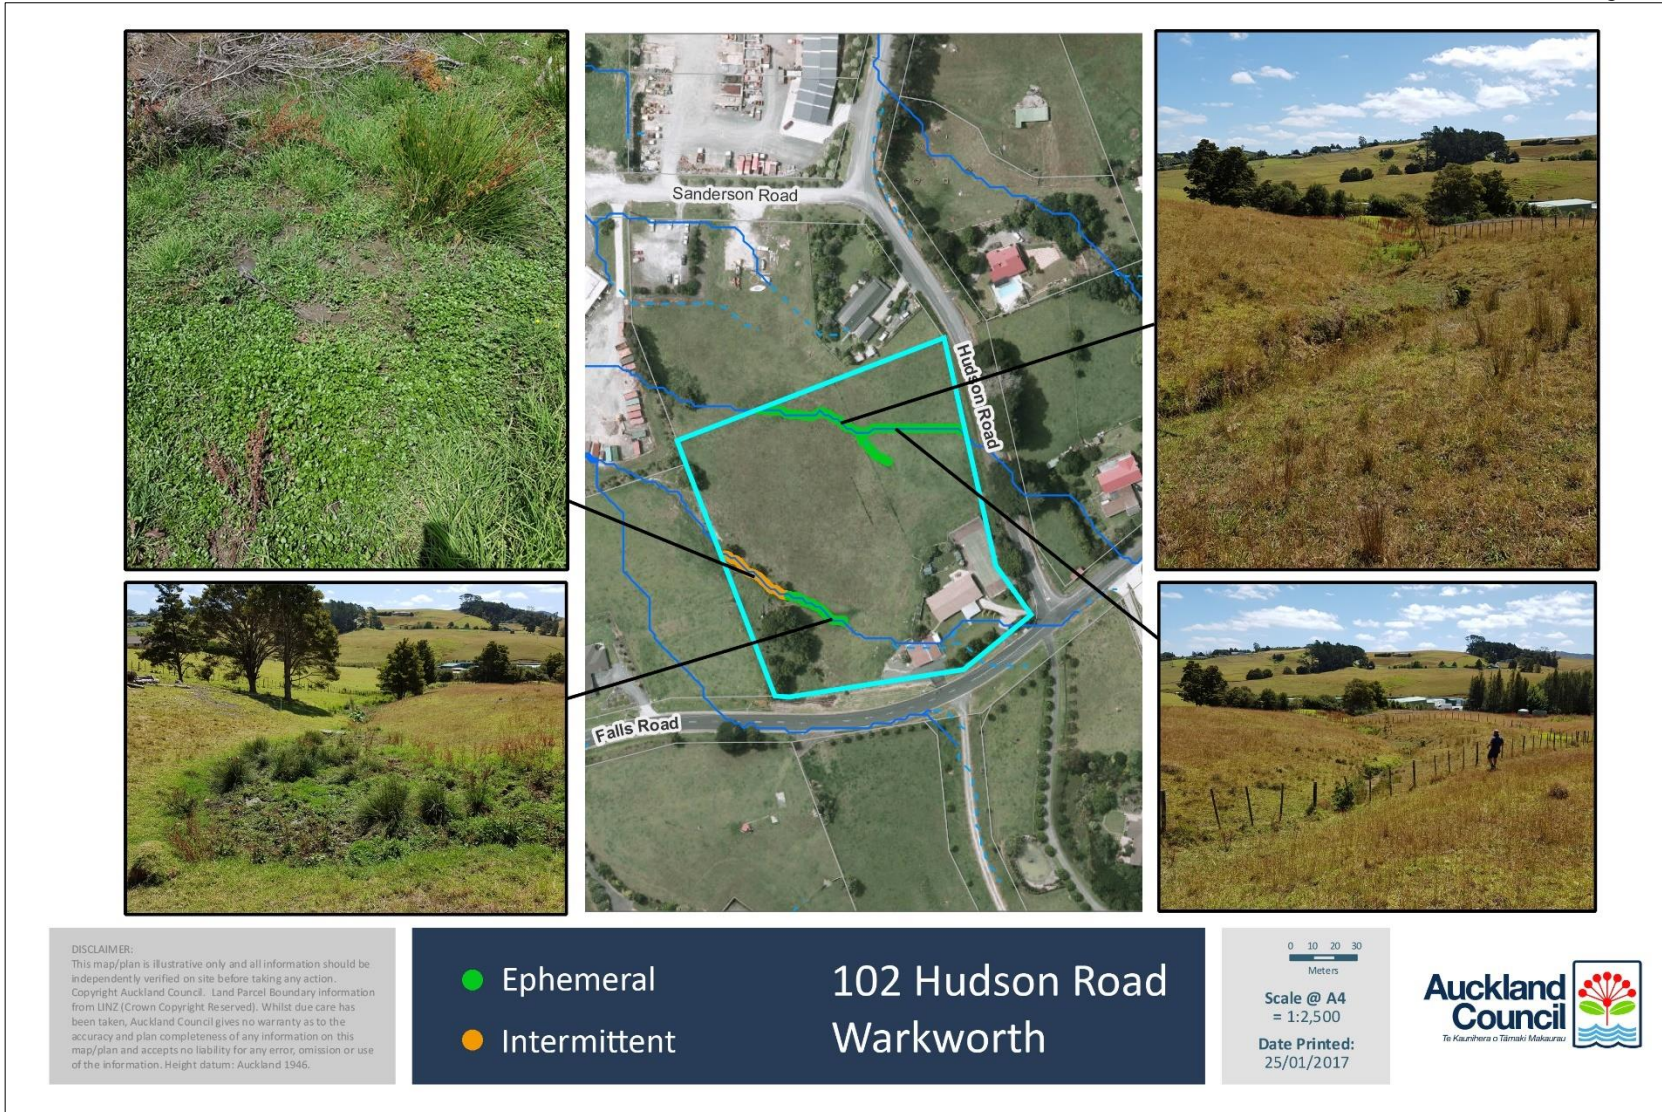 Sanderson Road
Hudson Road
Falls Road
DISCLAIMER:
This map/plan is illustrative only and all information should be
independently verified on site before taking any action.
Copyright Auckland Council. Land Parcel Boundary information
from LINZ (Crown Copyright Reserved). Whilst due care has
been taken, Auckland Council gives no warranty as to the
accuracy and plan completeness of any information on this
map/plan and accepts no liability for any error, omission or use
of the information. Height datum: Auckland 1946.
Ephemeral
Intermittent
102 Hudson Road
Warkworth
0 10 20 30
Meters
Scale @ A4
= 1:2,500
Date Printed:
25/01/2017
Auckland
Council
Te Kaunihera o Tāmaki Makaurau